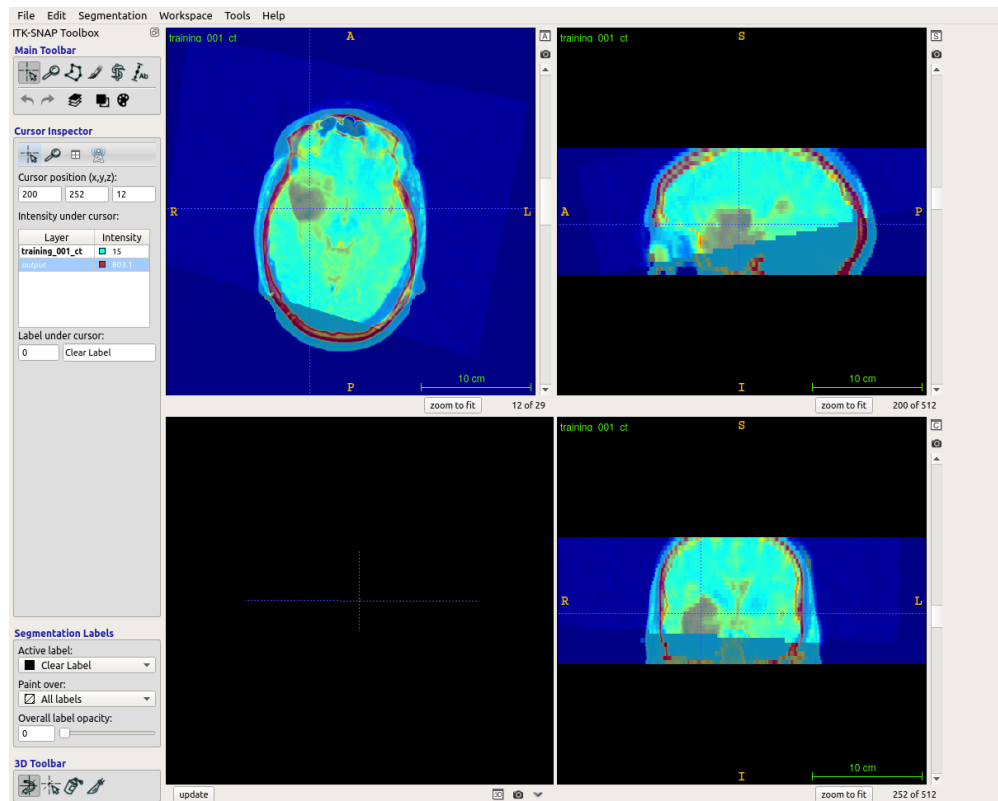 File Edit Segmentation Workspace Tools Help
ITK-SNAP Toolbox
Main Toolbar
Ab
Cursor Inspector
Cursor position (x,y,z):
200 252 12
Intensity under cursor:
Layer Intensity
training_001_ct 15
output 803.1
Label under cursor:
0 Clear Label
Segmentation Labels
Active label:
Clear Label
Paint over:
All labels
Overall label opacity:
0
3D Toolbar
training_001_ct
A
A
R
L
10 cm
P
zoom to fit 12 of 29
training_001_ct
S
S
A
P
10 cm
I
zoom to fit 200 of 512
update
3D
training_001_ct
S
C
R
L
10 cm
I
zoom to fit 252 of 512